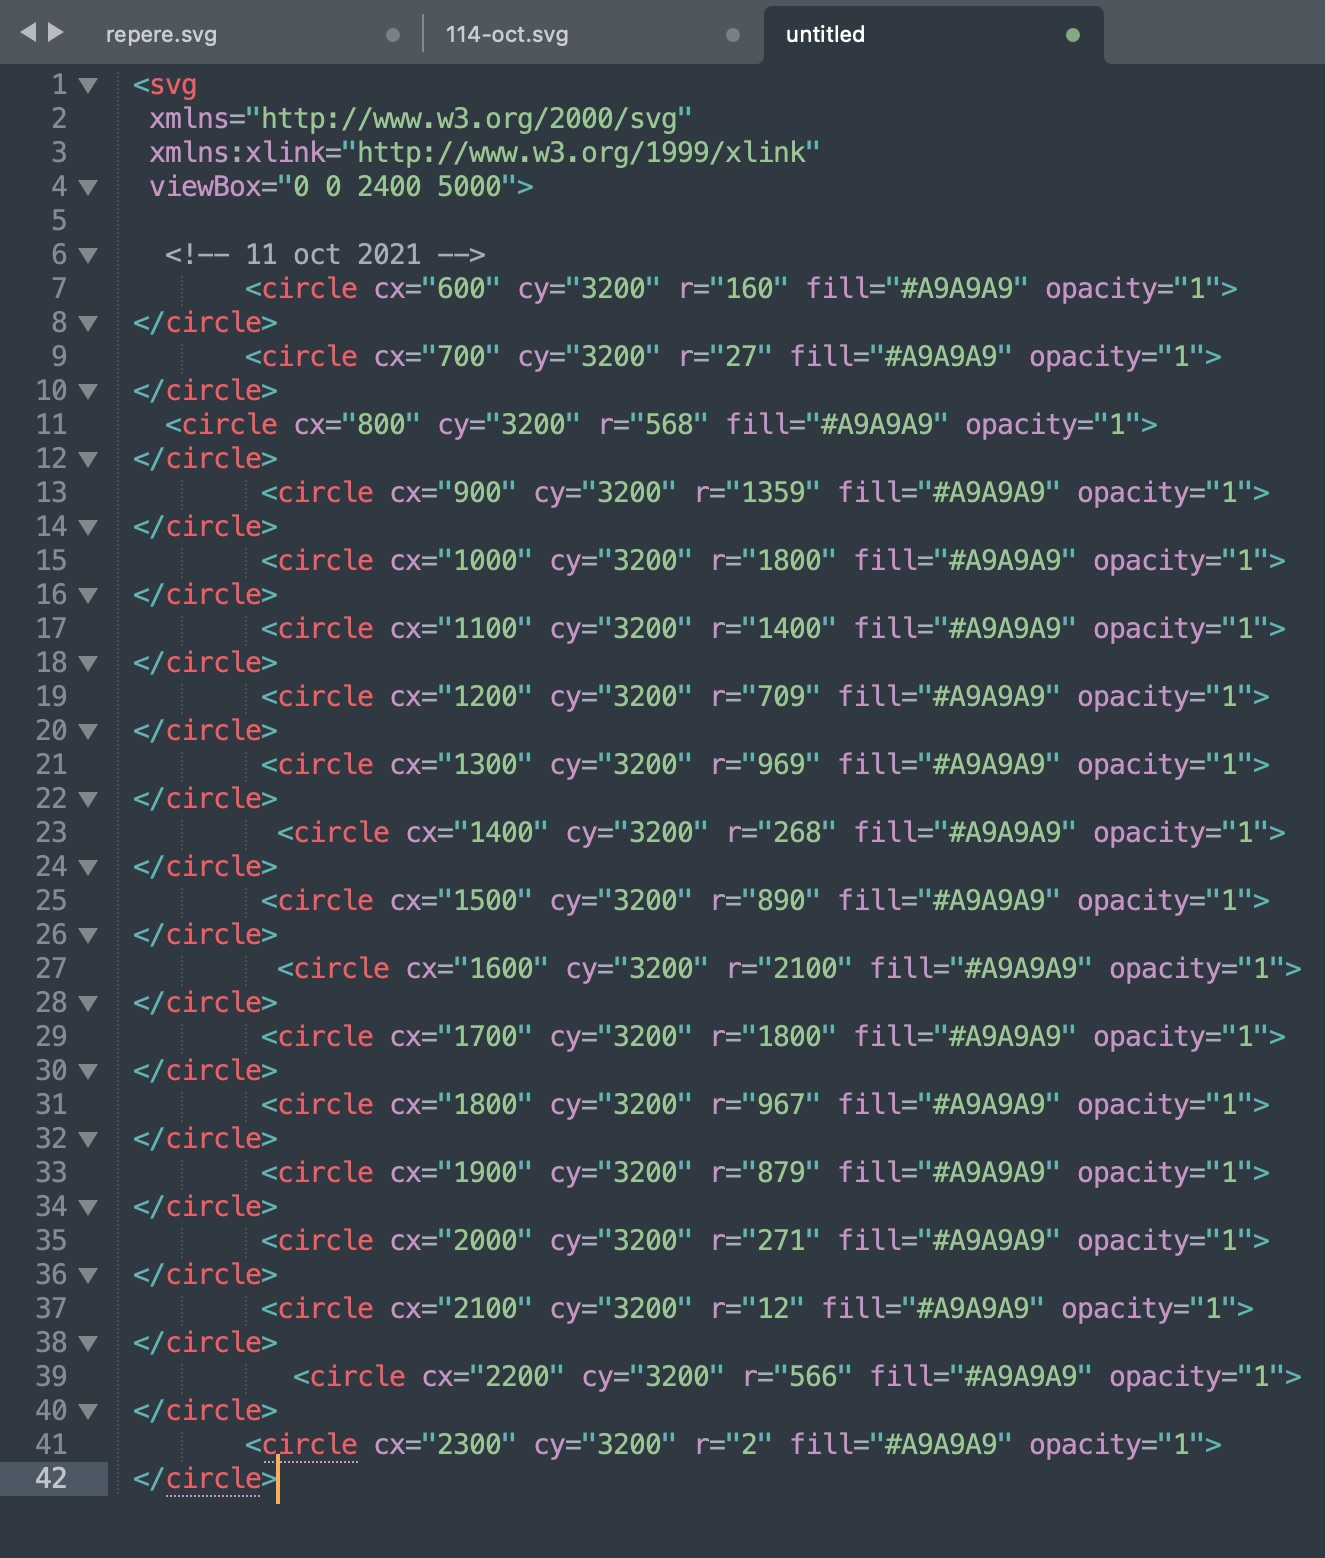 repere.svg 114-oct.svg untitled
1 <svg
2 xmlns="http://www.w3.org/2000/svg"
3 xmlns:xlink="http://www.w3.org/1999/xlink"
4 viewBox="0 0 2400 5000">
5
6 <!-- 11 oct 2021 -->
7 <circle cx="600" cy="3200" r="160" fill="#A9A9A9" opacity="1">
8 </circle>
9 <circle cx="700" cy="3200" r="27" fill="#A9A9A9" opacity="1">
10 </circle>
11 <circle cx="800" cy="3200" r="568" fill="#A9A9A9" opacity="1">
12 </circle>
13 <circle cx="900" cy="3200" r="1359" fill="#A9A9A9" opacity="1">
14 </circle>
15 <circle cx="1000" cy="3200" r="1800" fill="#A9A9A9" opacity="1">
16 </circle>
17 <circle cx="1100" cy="3200" r="1400" fill="#A9A9A9" opacity="1">
18 </circle>
19 <circle cx="1200" cy="3200" r="709" fill="#A9A9A9" opacity="1">
20 </circle>
21 <circle cx="1300" cy="3200" r="969" fill="#A9A9A9" opacity="1">
22 </circle>
23 <circle cx="1400" cy="3200" r="268" fill="#A9A9A9" opacity="1">
24 </circle>
25 <circle cx="1500" cy="3200" r="890" fill="#A9A9A9" opacity="1">
26 </circle>
27 <circle cx="1600" cy="3200" r="2100" fill="#A9A9A9" opacity="1">
28 </circle>
29 <circle cx="1700" cy="3200" r="1800" fill="#A9A9A9" opacity="1">
30 </circle>
31 <circle cx="1800" cy="3200" r="967" fill="#A9A9A9" opacity="1">
32 </circle>
33 <circle cx="1900" cy="3200" r="879" fill="#A9A9A9" opacity="1">
34 </circle>
35 <circle cx="2000" cy="3200" r="271" fill="#A9A9A9" opacity="1">
36 </circle>
37 <circle cx="2100" cy="3200" r="12" fill="#A9A9A9" opacity="1">
38 </circle>
39 <circle cx="2200" cy="3200" r="566" fill="#A9A9A9" opacity="1">
40 </circle>
41 <circle cx="2300" cy="3200" r="2" fill="#A9A9A9" opacity="1">
42 </circle>